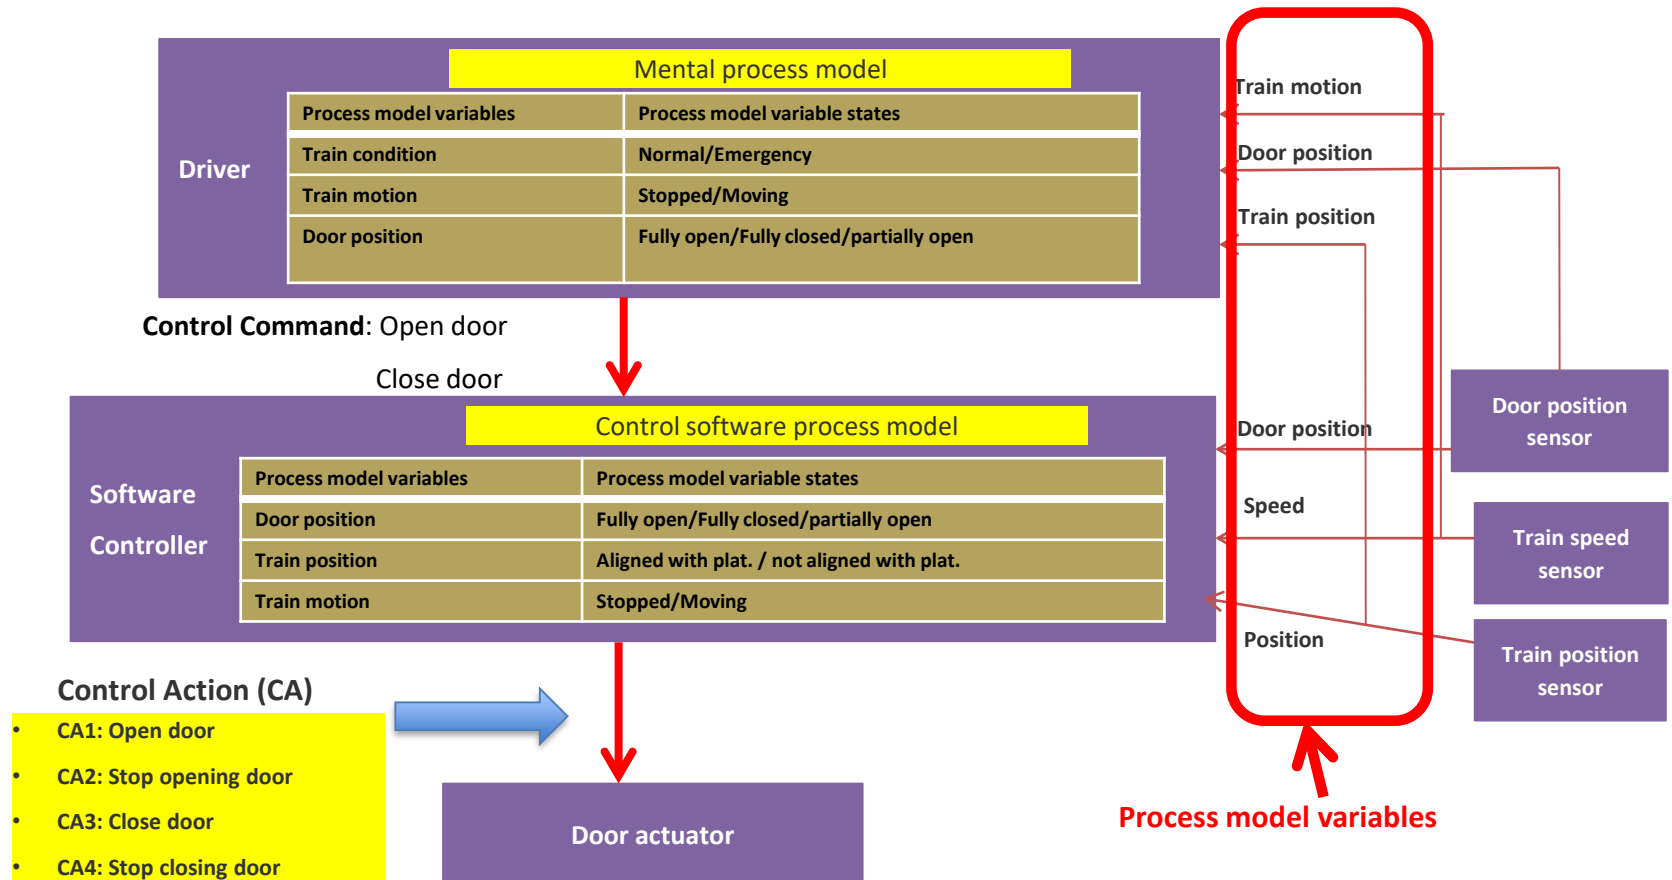 Mental process model
Driver
Process model variables Process model variable states
Train condition Normal/Emergency
Train motion Stopped/Moving
Door position Fully open/Fully closed/partially open
Train motion
Door position
Train position
Control Command: Open door
Close door
Control software process model
Software
Controller
Process model variables Process model variable states
Door position Fully open/Fully closed/partially open
Train position Aligned with plat. / not aligned with plat.
Train motion Stopped/Moving
Door position
Speed
Position
Door position
sensor
Train speed
sensor
Train position
sensor
Control Action (CA)
• CA1: Open door
• CA2: Stop opening door
• CA3: Close door
• CA4: Stop closing door
Door actuator
Process model variables